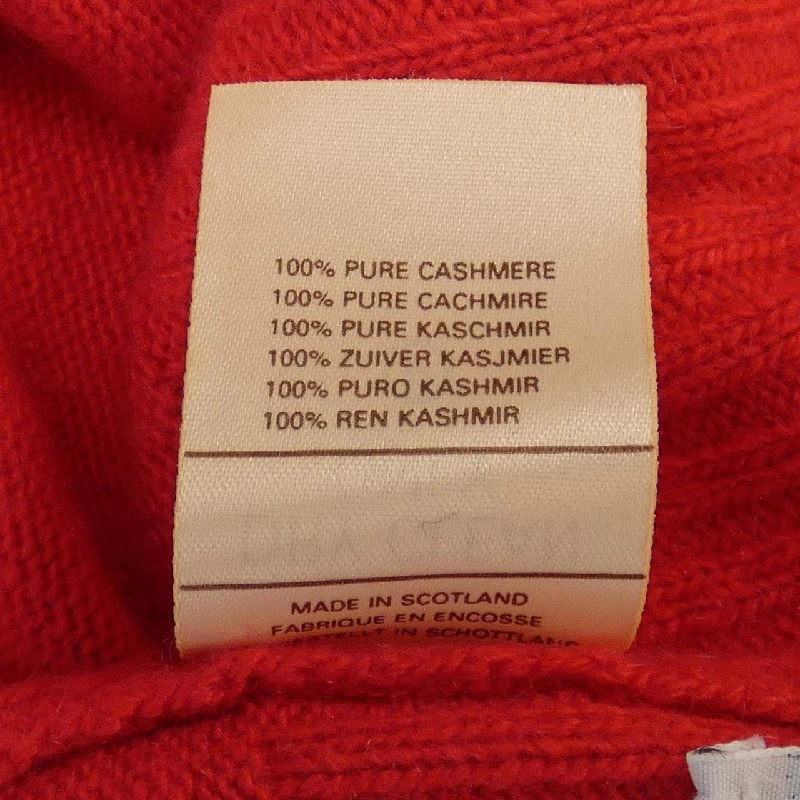 100% PURE CASHMERE
100% PURE CACHMIRE
100% PURE KASCHMIR
100% ZUIVER KASJMIER
100% PURO KASHMIR
100% REN KASHMIR
MADE IN SCOTLAND
FABRIQUE EN ENCOSSE
IN SCHOTTLAND